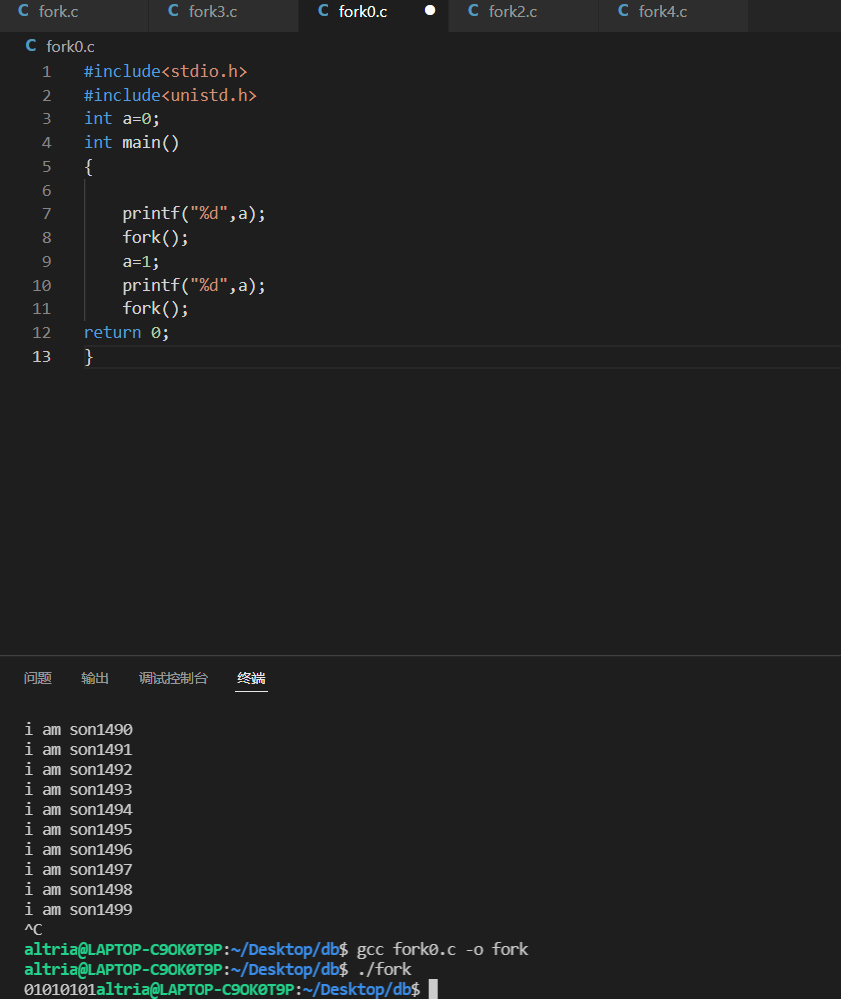 C fork.c C fork3.c C fork0.c C fork2.c C fork4.c
C fork0.c
1 #include<stdio.h>
2 #include<unistd.h>
3 int a=0;
4 int main()
5 {
6
7 printf("%d",a);
8 fork();
9 a=1;
10 printf("%d",a);
11 fork();
12 return 0;
13 }
问题 输出 调试控制台 终端
i am son1490
i am son1491
i am son1492
i am son1493
i am son1494
i am son1495
i am son1496
i am son1497
i am son1498
i am son1499
^C
altria@LAPTOP-C9OK0T9P:~/Desktop/db$ gcc fork0.c -o fork
altria@LAPTOP-C9OK0T9P:~/Desktop/db$ ./fork
01010101altria@LAPTOP-C9OK0T9P:~/Desktop/db$